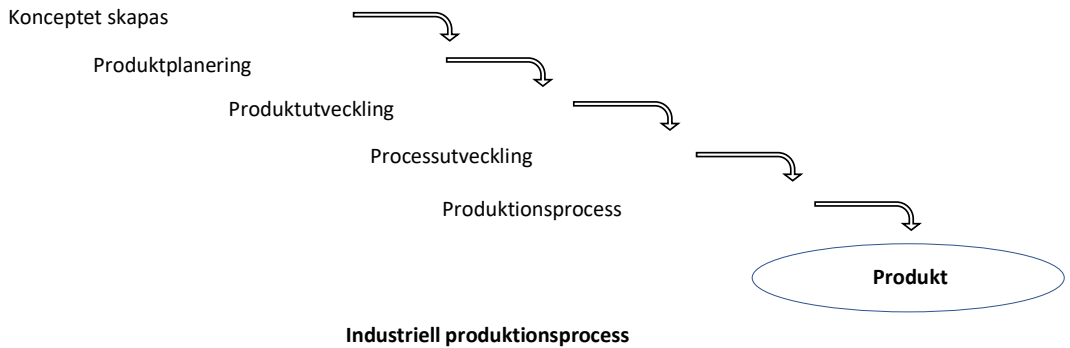 Konceptet skapas
Produktplanering
Produktutveckling
Processutveckling
Produktionsprocess
Produkt
Industriell produktionsprocess